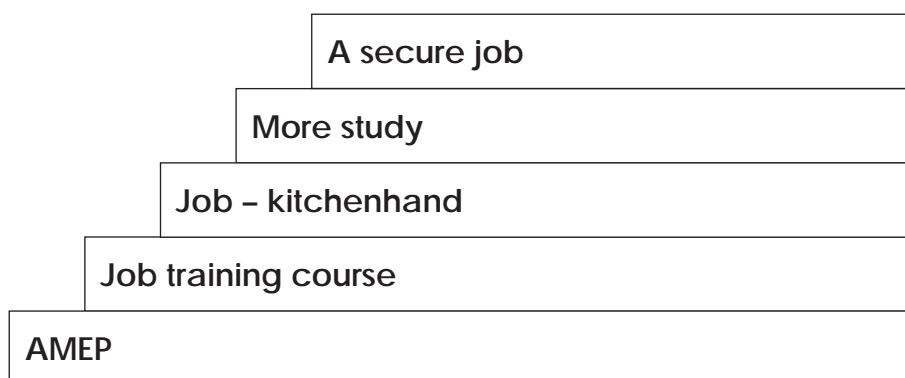 A secure job
More study
Job – kitchenhand
Job training course
AMEP